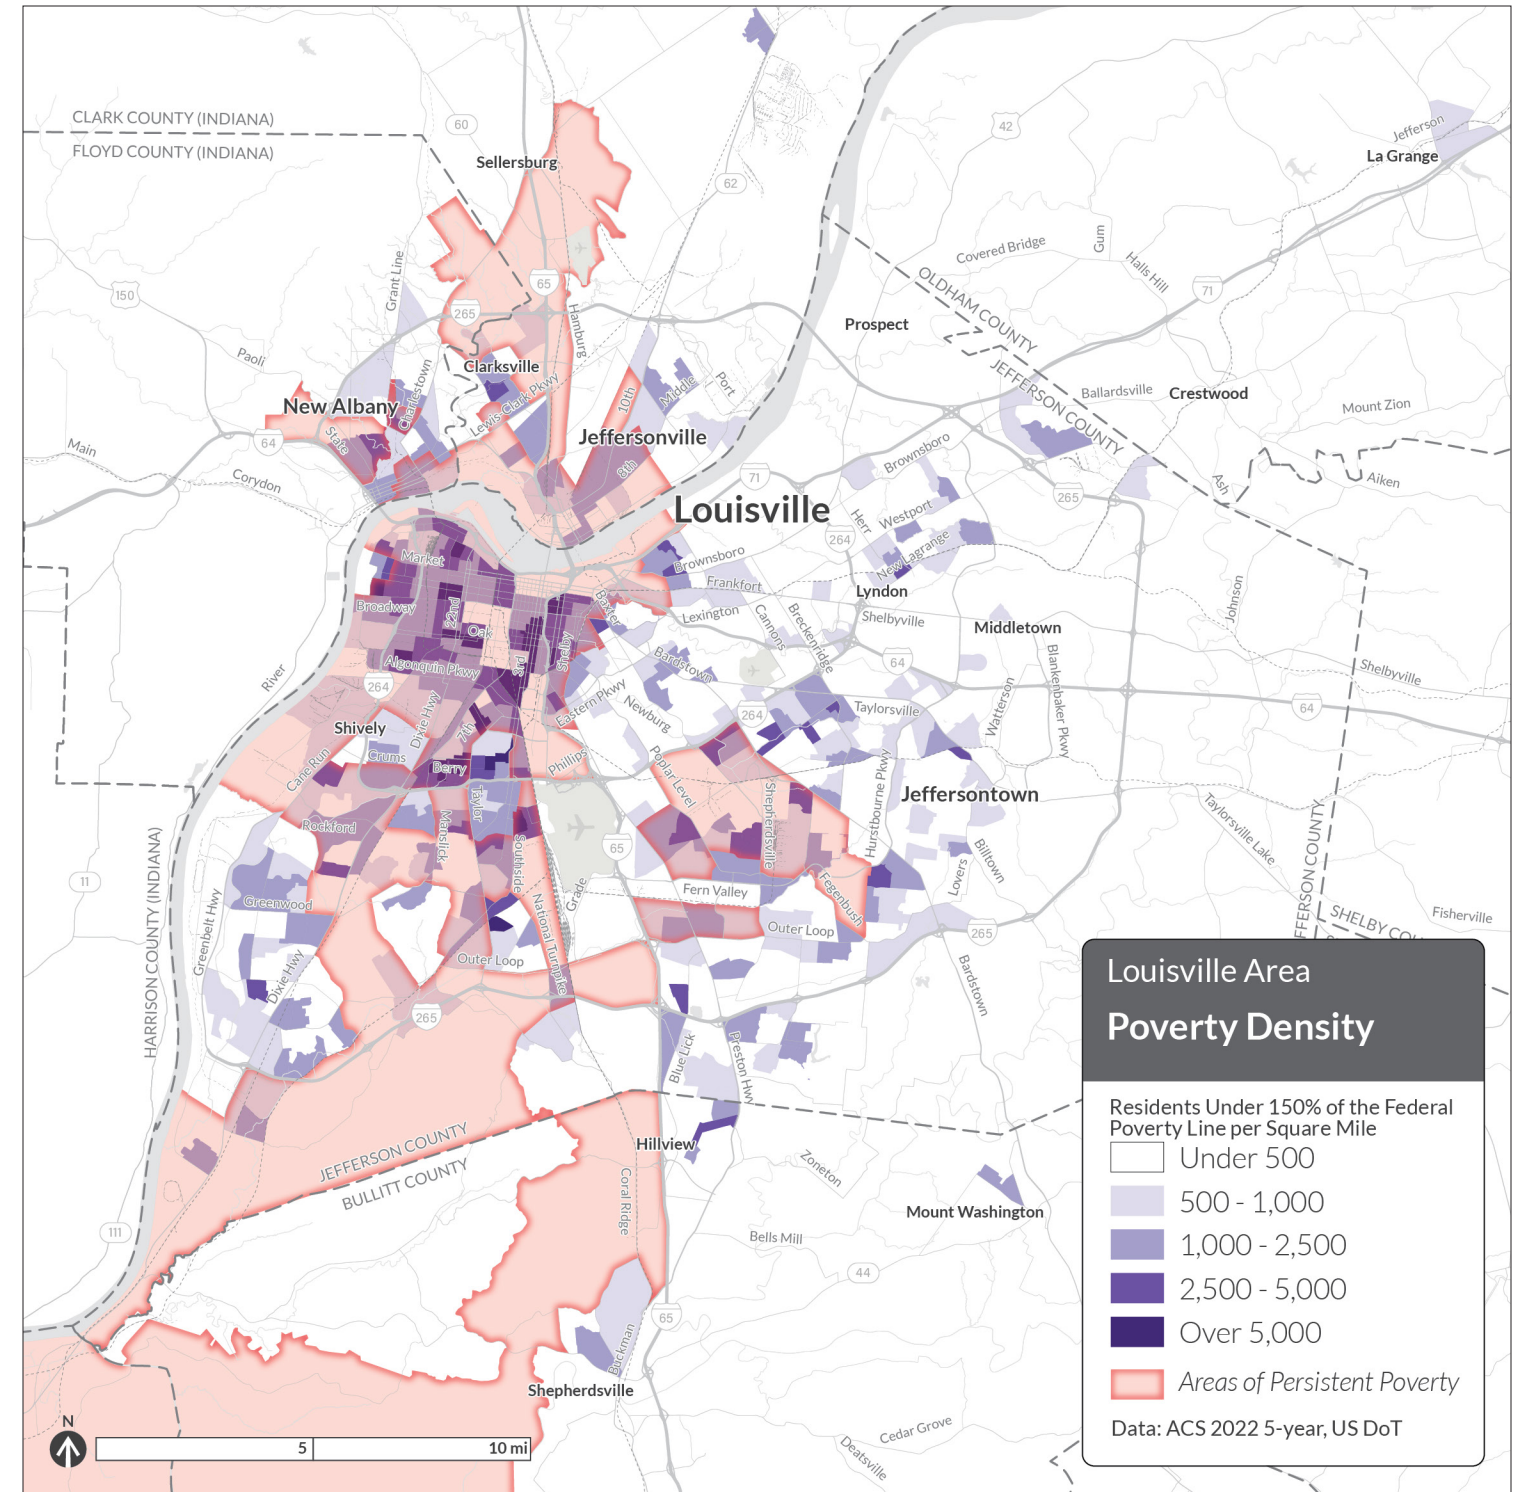 CLARK COUNTY (INDIANA)
FLOYD COUNTY (INDIANA)
60
Sellersburg
62
42
Jefferson
La Grange
Covered Bridge
Gum
Halls Hill
71
OLDHAM COUNTY
150
Grant Line
65
265
Hamburg
Prospect
JEFFERSON COUNTY
Paoli
Clarksville
Charlestown
Lewis-Clark Pkwy
10th
Middle
Port
Ballardsville
Crestwood
Mount Zion
New Albany
64
State
Jeffersonville
8th
Main
Corydon
Brownsboro
71
265
Ash
Aiken
Louisville
Herr
Westport
264
New Lagrange
Market
Brownsboro
Frankfort
Lyndon
Broadway
22nd
Oak
Baxter
Lexington
Cannons
Breckenridge
Shelbyville
Middletown
Johnson
Algonquin Pkwy
3rd
Shelby
Bardstown
64
Blankenbaker Pkwy
Shelbyville
River
264
Eastern Pkwy
Newburg
264
Taylorsville
Watterson
64
Shively
Dixie Hwy
7th
Crums
Cane Run
Berry
Phillips
Poplar Level
Hurstbourne Pkwy
Jeffersontown
Taylor
Shepherdsville
Taylorsville Lake
Rockford
Manslick
Southside
65
Billtown
Lovers
11
HARRISON COUNTY (INDIANA)
Greenbelt Hwy
Greenwood
National Turnpike
Grade
Fern Valley
Fegenbush
Outer Loop
265
FFERSON COUNTY
SHELBY COU
Fisherville
Dixie Hwy
Outer Loop
Bardstown
265
Blue Lick
Preston Hwy
JEFFERSON COUNTY
BULLITT COUNTY
Hillview
Zoneton
Coral Ridge
Mount Washington
111
Bells Mill
44
65
Buckman
Shepherdsville
Cedar Grove
Deatsville
N
5
10 mi
Louisville Area
Poverty Density
Residents Under 150% of the Federal
Poverty Line per Square Mile
Under 500
500 - 1,000
1,000 - 2,500
2,500 - 5,000
Over 5,000
Areas of Persistent Poverty
Data: ACS 2022 5-year, US DoT